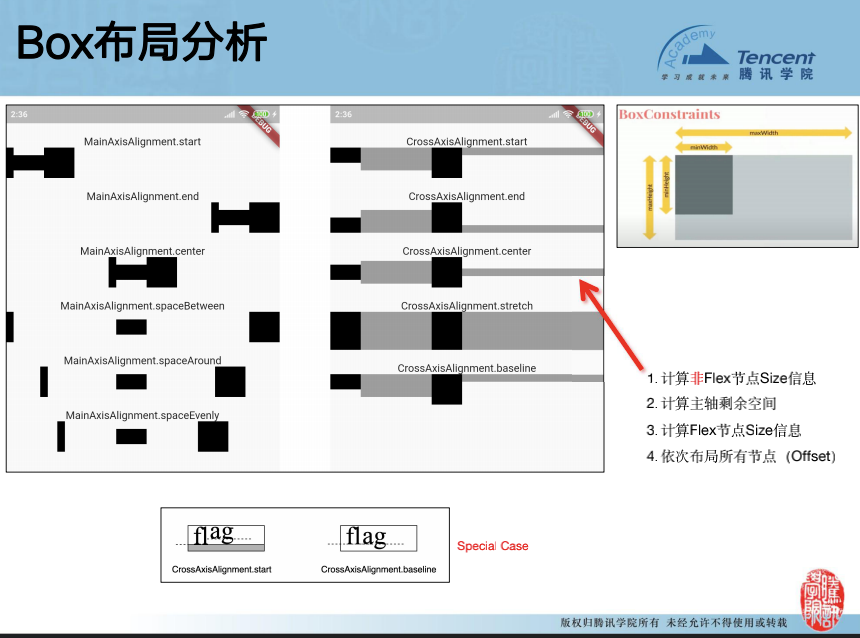 Box布局分析
Academy
学习成就未来
Tencent
腾讯学院
2:36
DEBUG
MainAxisAlignment.start
MainAxisAlignment.end
MainAxisAlignment.center
MainAxisAlignment.spaceBetween
MainAxisAlignment.spaceAround
MainAxisAlignment.spaceEvenly
2:36
DEBUG
CrossAxisAlignment.start
CrossAxisAlignment.end
CrossAxisAlignment.center
CrossAxisAlignment.stretch
CrossAxisAlignment.baseline
BoxConstraints
maxWidth
minWidth
maxHeight
minHeight
1. 计算非Flex节点Size信息
2. 计算主轴剩余空间
3. 计算Flex节点Size信息
4. 依次布局所有节点（Offset）
flag
flag
CrossAxisAlignment.start
CrossAxisAlignment.baseline
Special Case
版权归腾讯学院所有 未经允许不得使用或转载